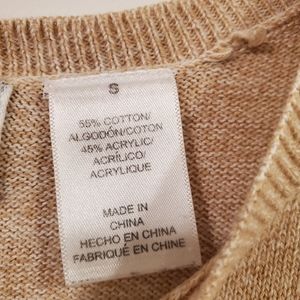 S
55% COTTON/
ALGODÓN/COTON
45% ACRYLIC/
ACRÍLICO/
ACRYLIQUE
MADE IN
CHINA
HECHO EN CHINA
FABRIQUÉ EN CHINE